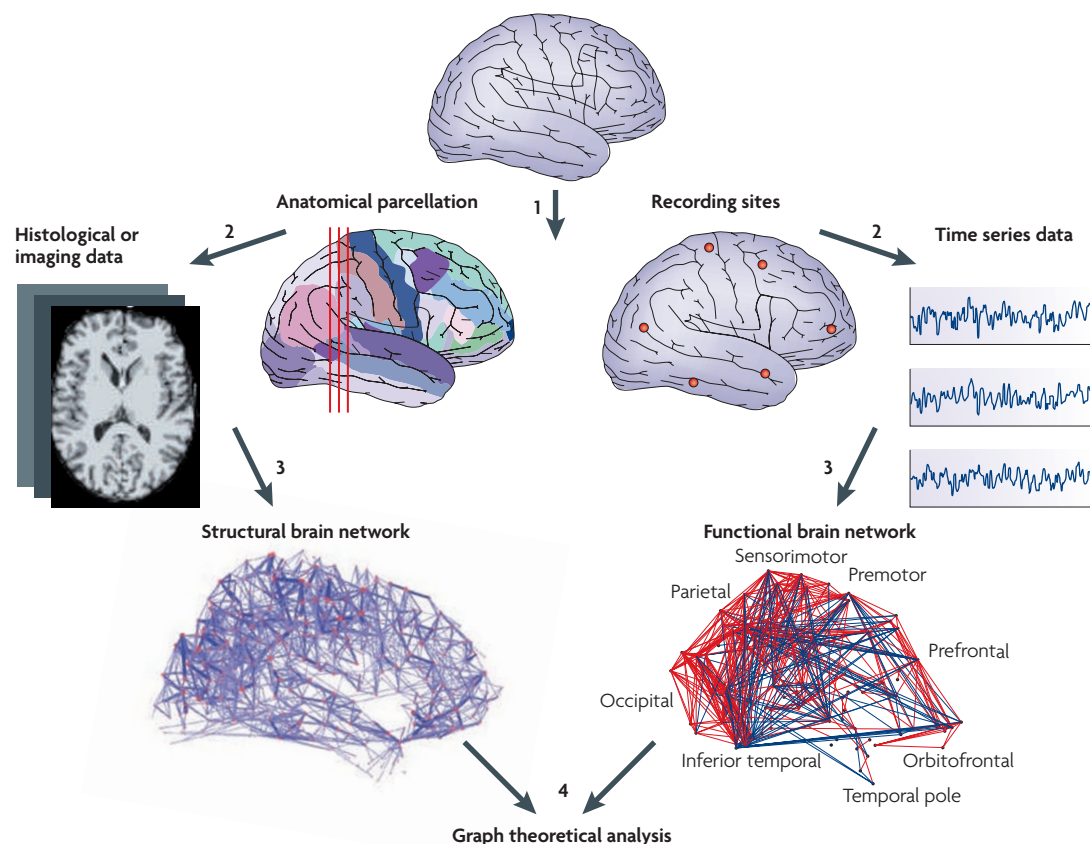 Anatomical parcellation
1
Recording sites
2
2
Histological or
imaging data
Time series data
3
3
Structural brain network
Functional brain network
Sensorimotor
Premotor
Parietal
Prefrontal
Occipital
Inferior temporal
Orbitofrontal
Temporal pole
4
Graph theoretical analysis